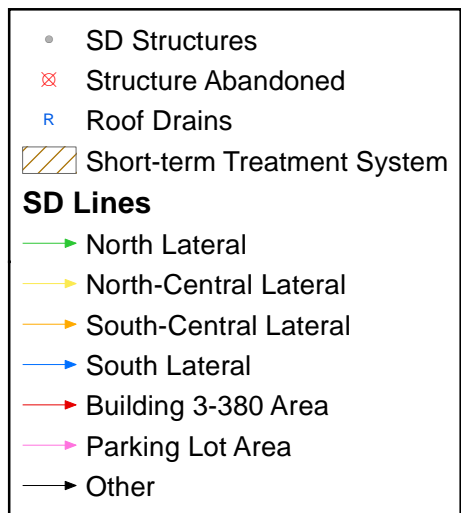 SD Structures
Structure Abandoned
R Roof Drains
Short-term Treatment System
SD Lines
North Lateral
North-Central Lateral
South-Central Lateral
South Lateral
Building 3-380 Area
Parking Lot Area
Other